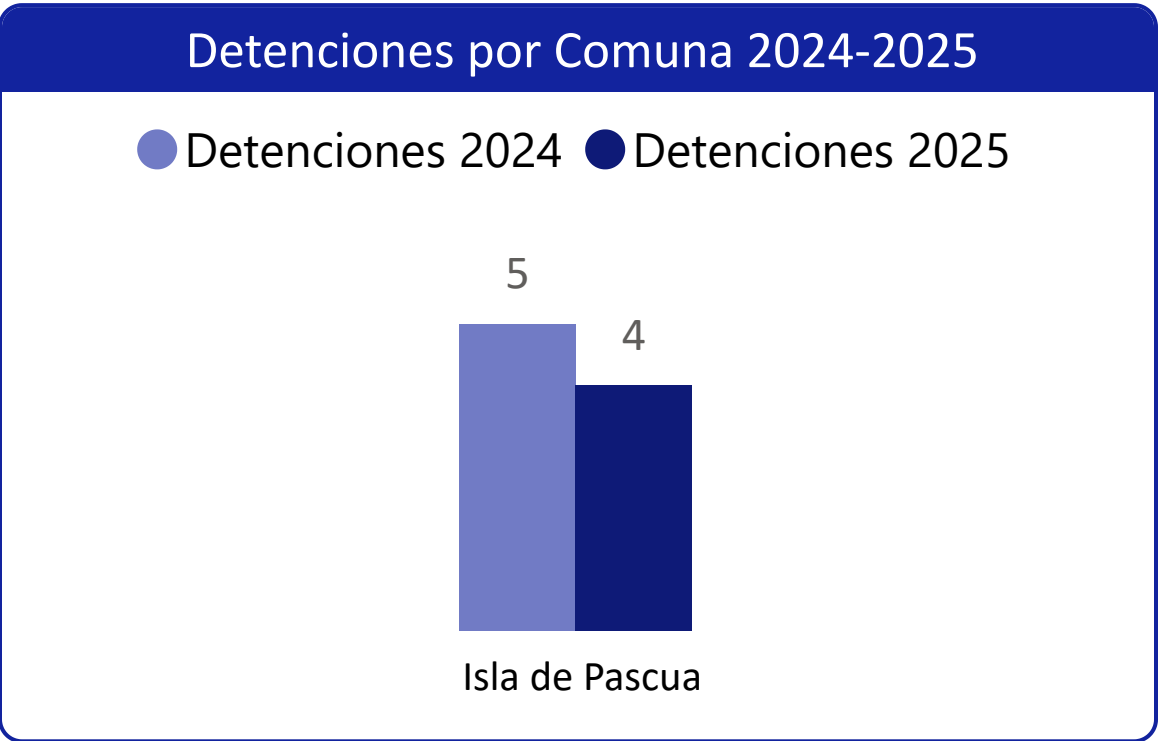 Detenciones por Comuna 2024-2025
Detenciones 2024 Detenciones 2025
5
4
Isla de Pascua